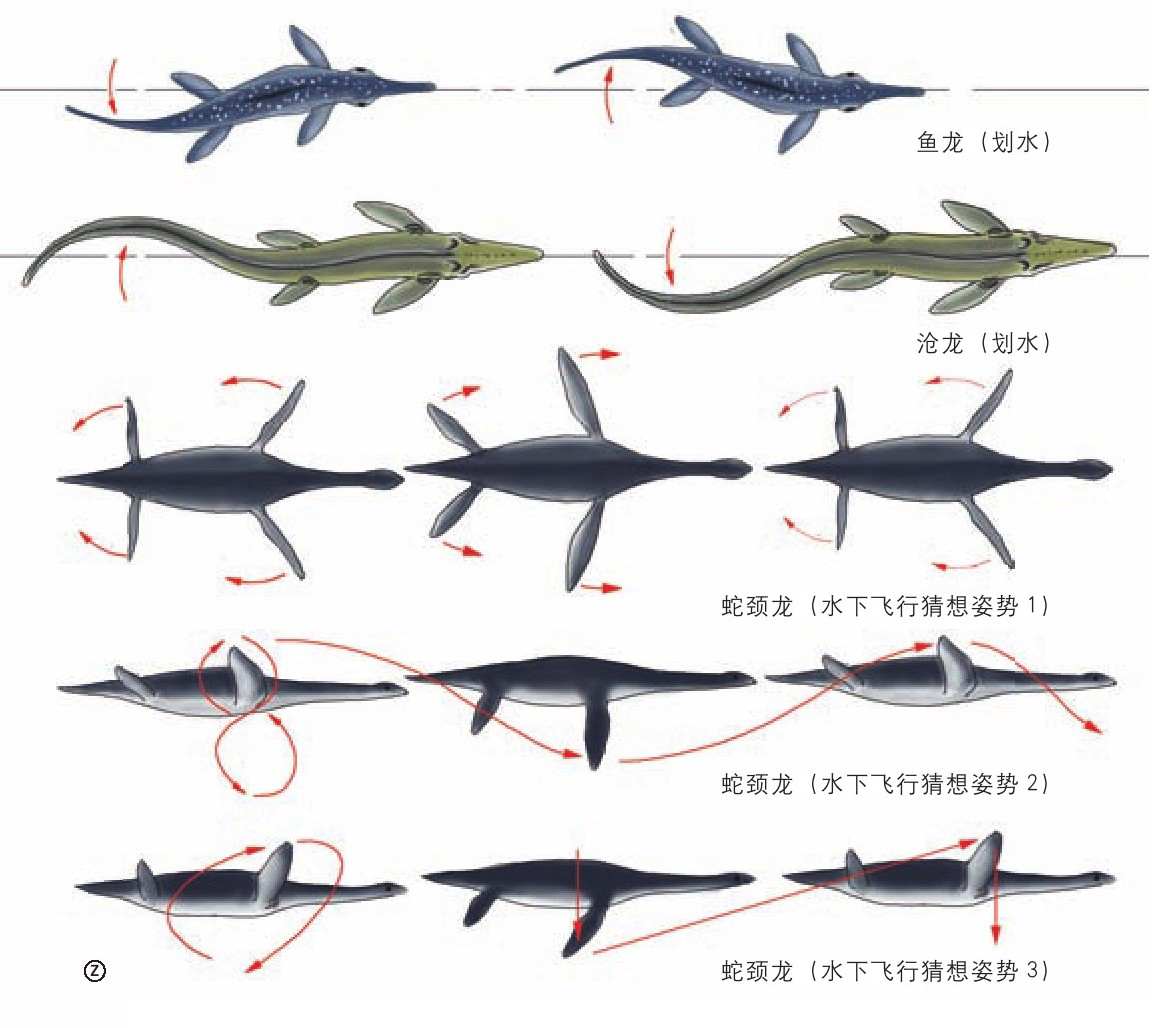 鱼龙（划水）
沧龙（划水）
蛇颈龙（水下飞行猜想姿势 1）
蛇颈龙（水下飞行猜想姿势 2）
蛇颈龙（水下飞行猜想姿势 3）
Ⓩ